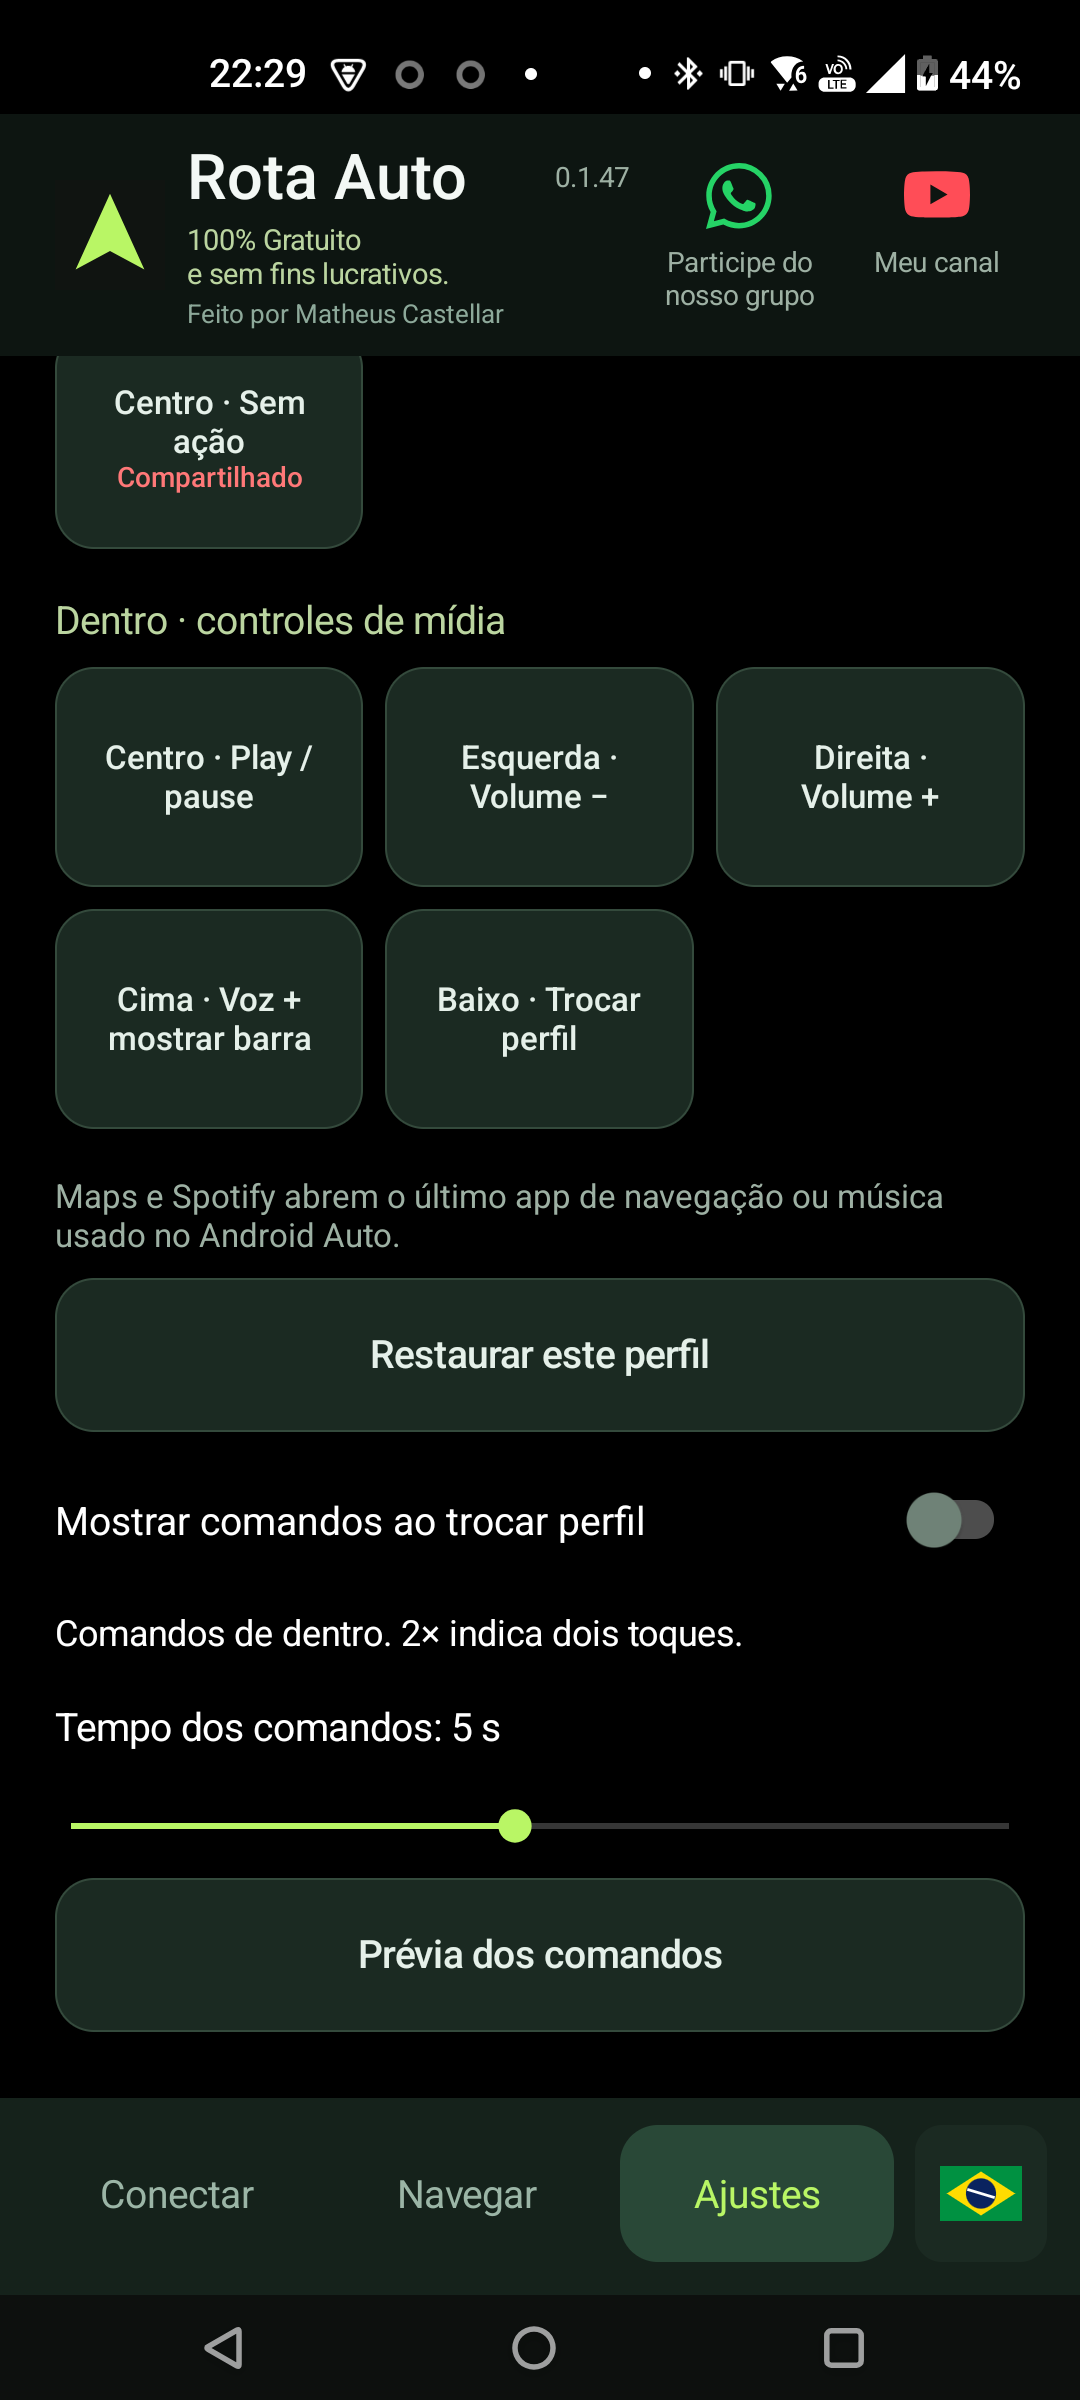 22:29
6
VO
LTE
44%
Rota Auto
0.1.47
100% Gratuito
e sem fins lucrativos.
Feito por Matheus Castellar
Participe do
nosso grupo
Meu canal
Centro · Sem
ação
Compartilhado
Dentro · controles de mídia
Centro · Play /
pause
Esquerda ·
Volume −
Direita ·
Volume +
Cima · Voz +
mostrar barra
Baixo · Trocar
perfil
Maps e Spotify abrem o último app de navegação ou música
usado no Android Auto.
Restaurar este perfil
Mostrar comandos ao trocar perfil
Comandos de dentro. 2× indica dois toques.
Tempo dos comandos: 5 s
Prévia dos comandos
Conectar
Navegar
Ajustes